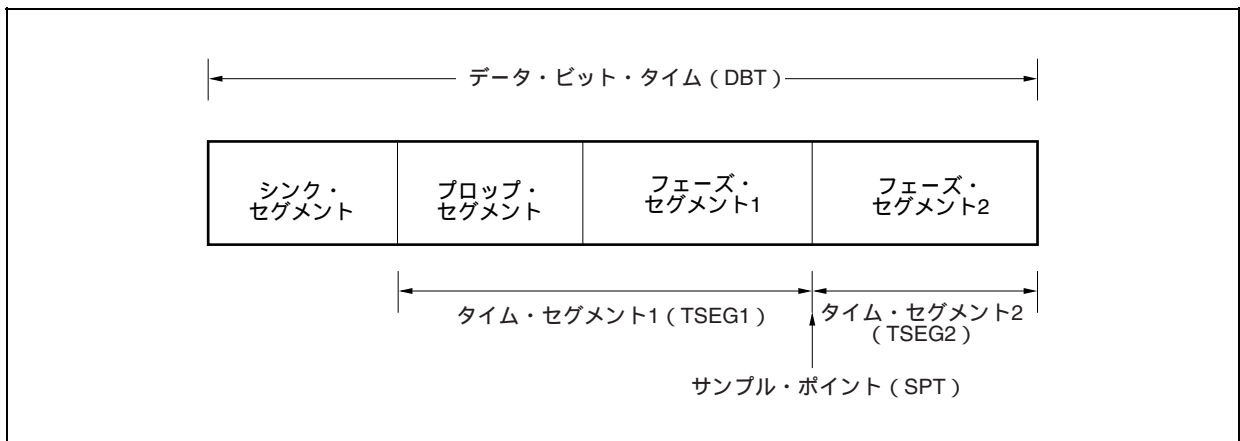 データ・ビット・タイム（DBT）
シンク・
セグメント
プロップ・
セグメント
フェーズ・
セグメント1
フェーズ・
セグメント2
タイム・セグメント1（TSEG1）
タイム・セグメント2
（TSEG2）
サンプル・ポイント（SPT）